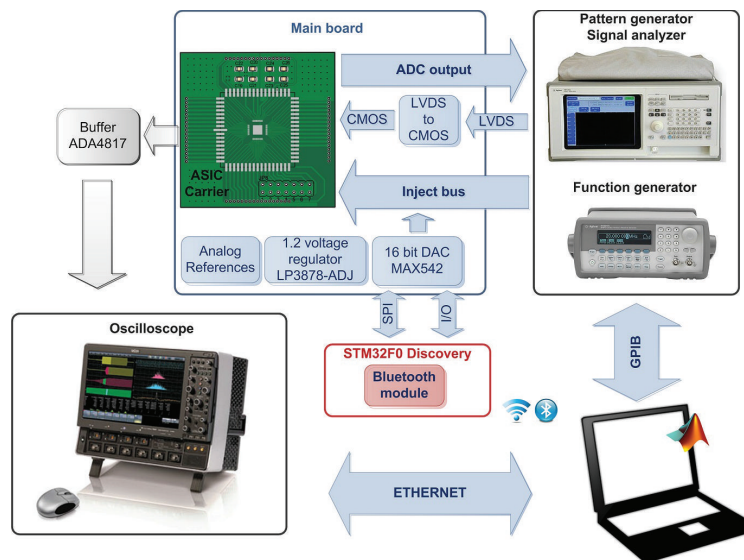 Main board
Pattern generator
Signal analyzer
ADC output
LVDS
to
CMOS
CMOS
LVDS
Buffer
ADA4817
ASIC
Carrier
Inject bus
Function generator
Analog
References
1.2 voltage
regulator
LP3878-ADJ
16 bit DAC
MAX542
SPI
I/O
Oscilloscope
STM32F0 Discovery
Bluetooth
module
GPIB
ETHERNET